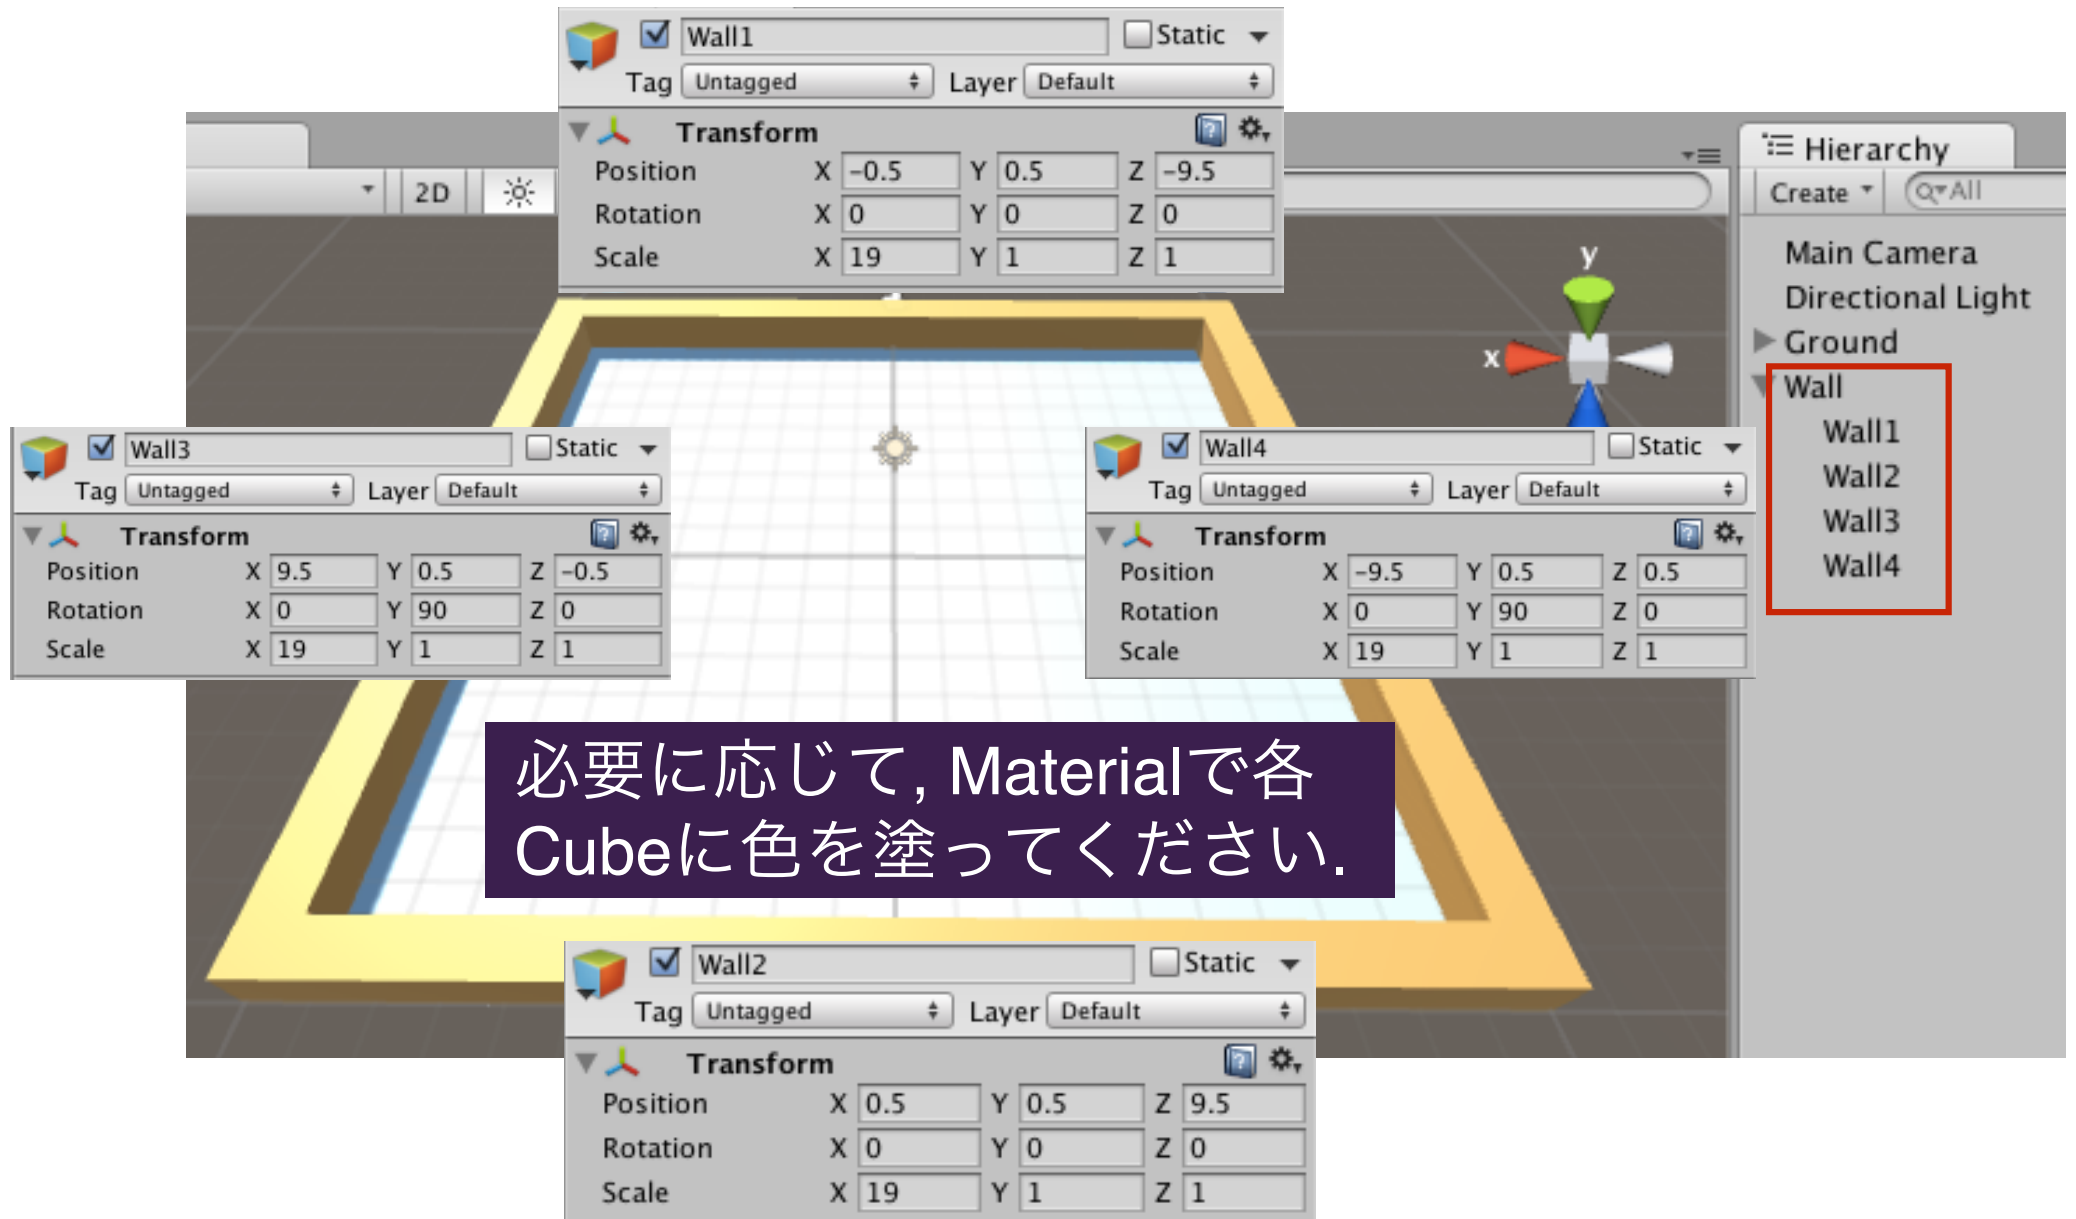 Wall1
Static
Tag Untagged Layer Default
Transform
Position X -0.5 Y 0.5 Z -9.5
Rotation X 0 Y 0 Z 0
Scale X 19 Y 1 Z 1
2D
Hierarchy
Create All
Main Camera
Directional Light
Ground
Wall
Wall1
Wall2
Wall3
Wall4
y
x
Wall3
Static
Tag Untagged Layer Default
Transform
Position X 9.5 Y 0.5 Z -0.5
Rotation X 0 Y 90 Z 0
Scale X 19 Y 1 Z 1
Wall4
Static
Tag Untagged Layer Default
Transform
Position X -9.5 Y 0.5 Z 0.5
Rotation X 0 Y 90 Z 0
Scale X 19 Y 1 Z 1
必要に応じて, Materialで各
Cubeに色を塗ってください.
Wall2
Static
Tag Untagged Layer Default
Transform
Position X 0.5 Y 0.5 Z 9.5
Rotation X 0 Y 0 Z 0
Scale X 19 Y 1 Z 1